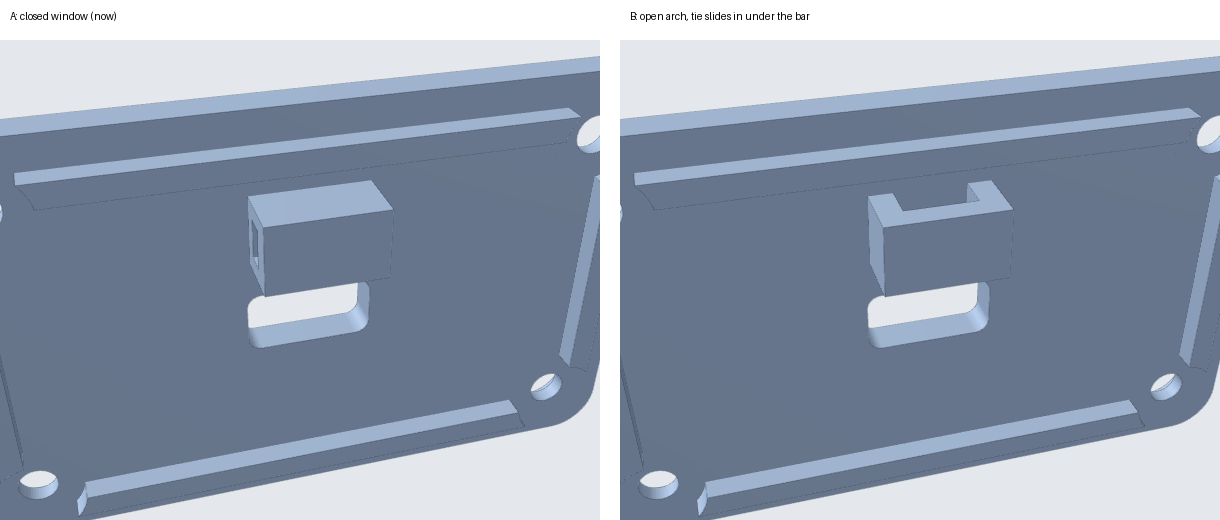 A: closed window (now)
B: open arch, tie slides in under the bar